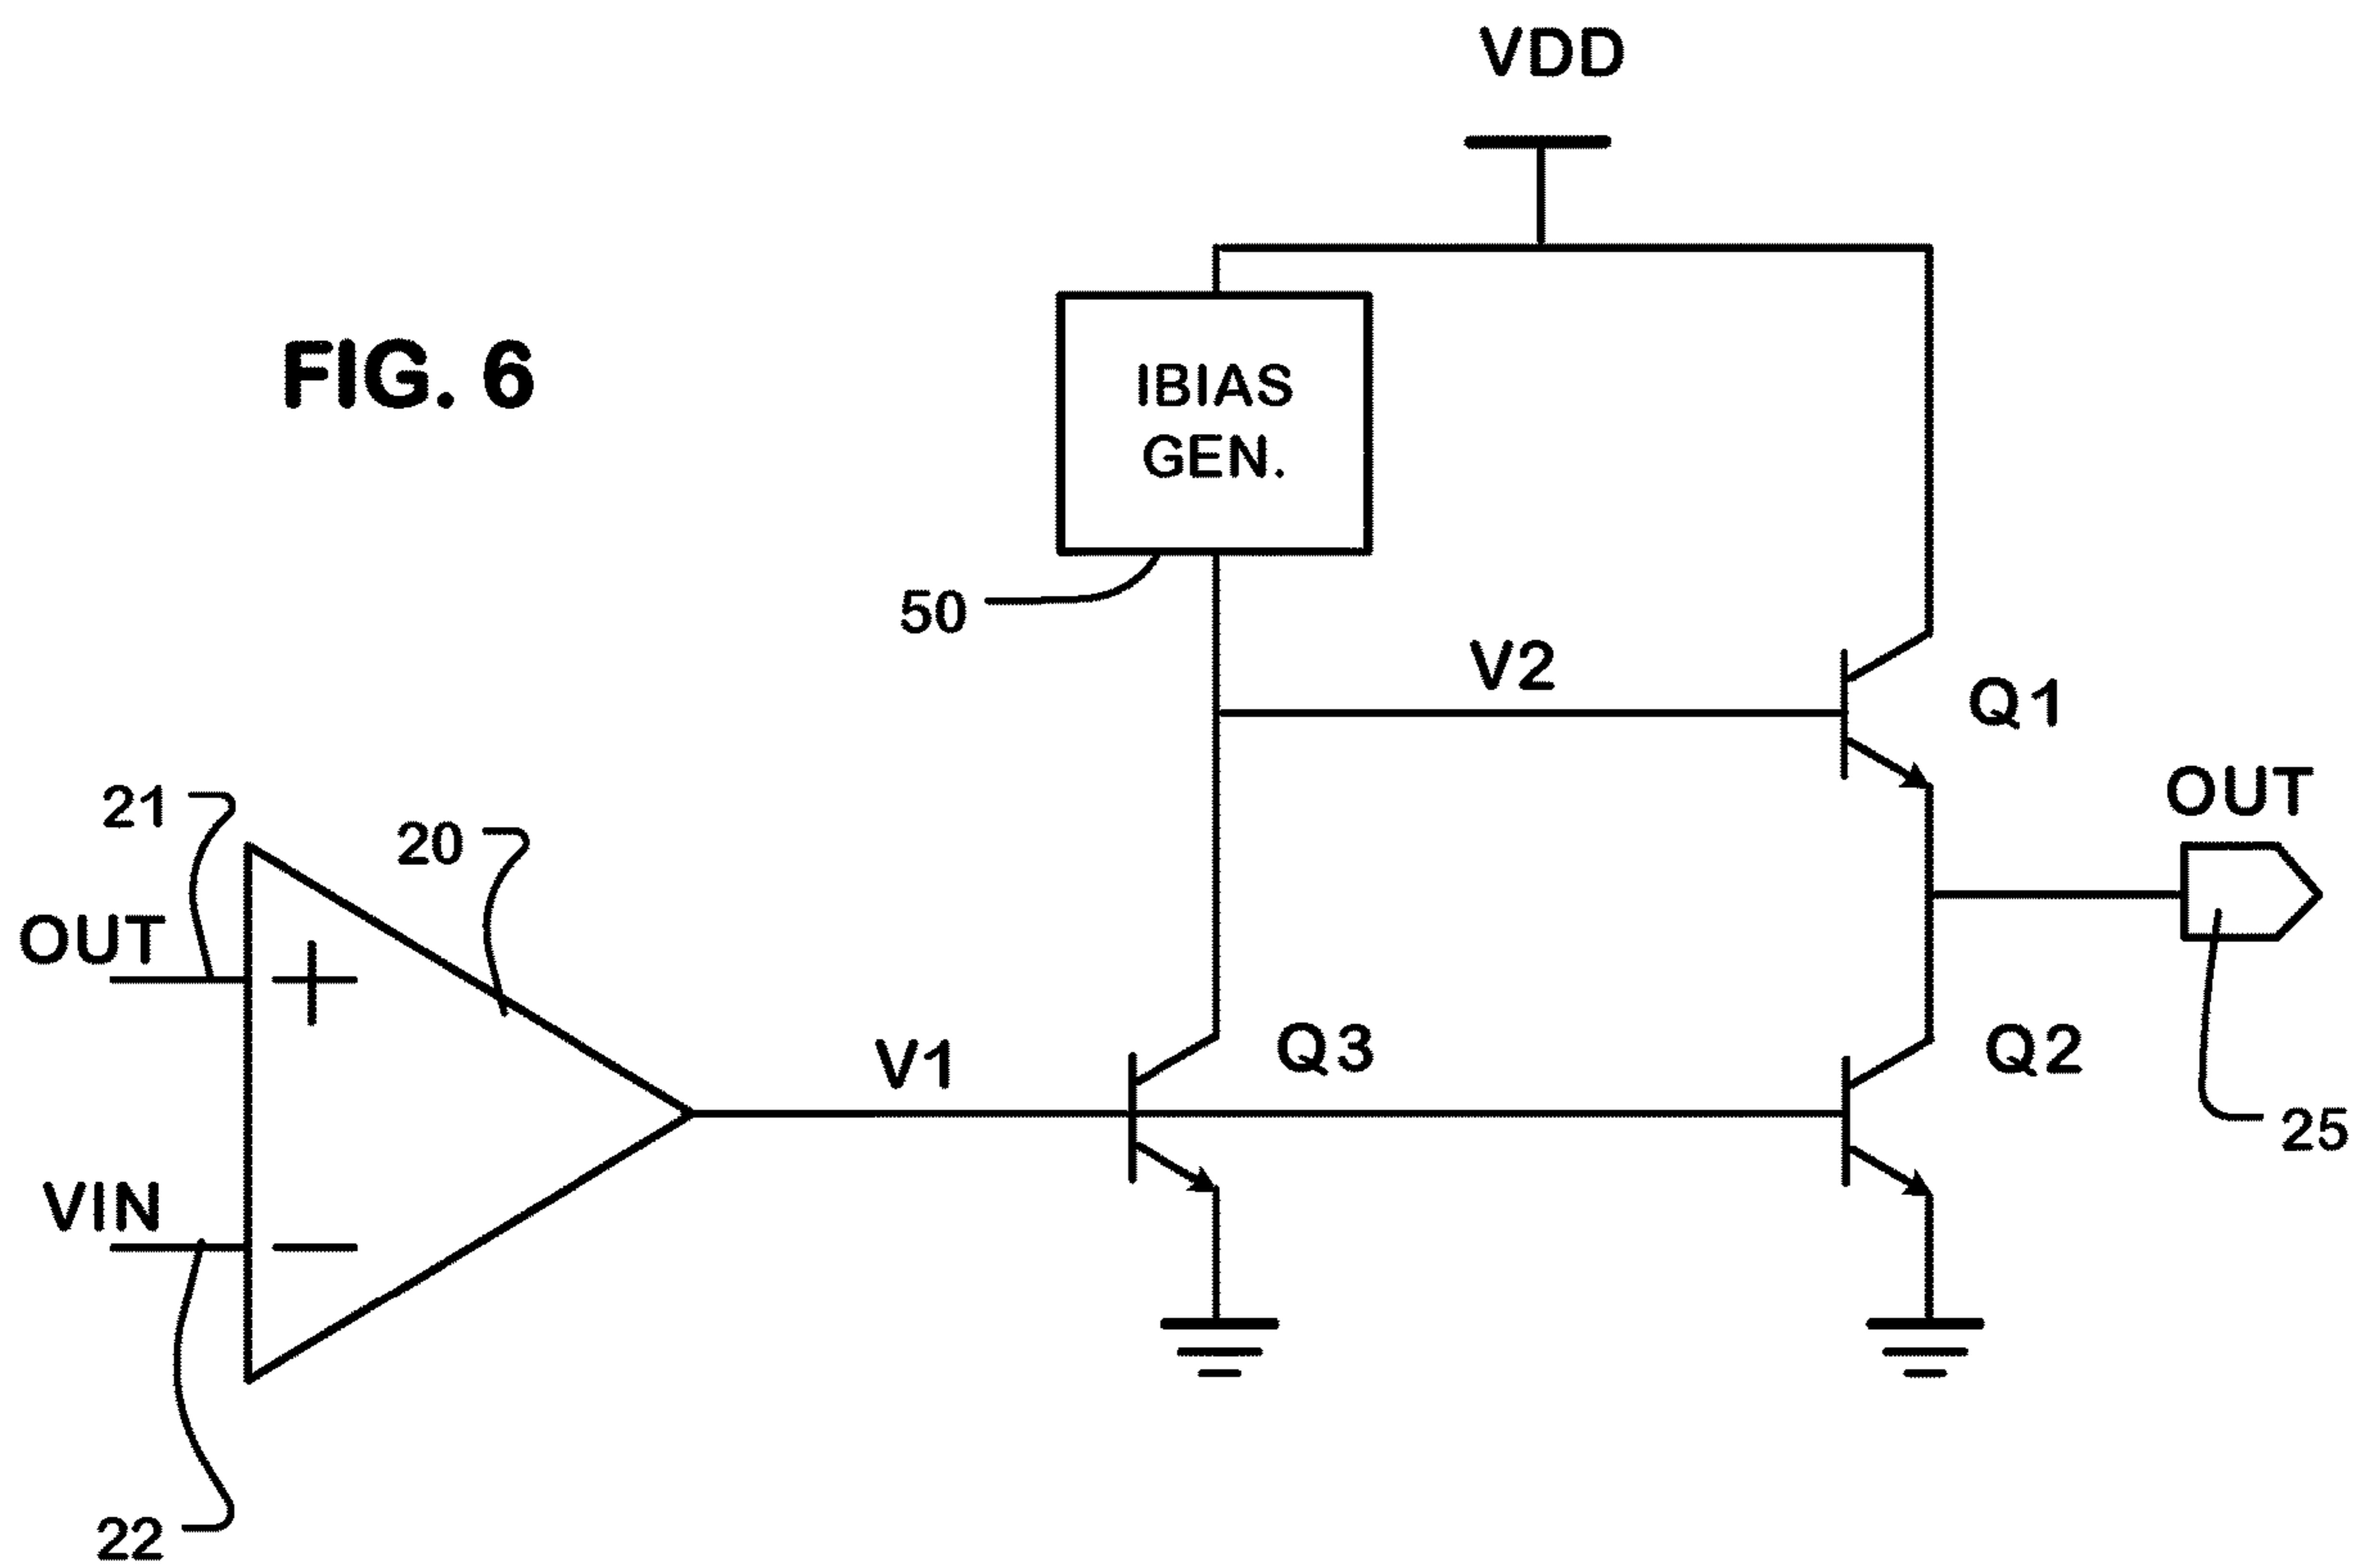 VDD
FIG. 6
IBIAS
GEN.
50
V2
Q1
OUT
21
20
OUT
+
V1
Q3
Q2
25
VIN
−
22